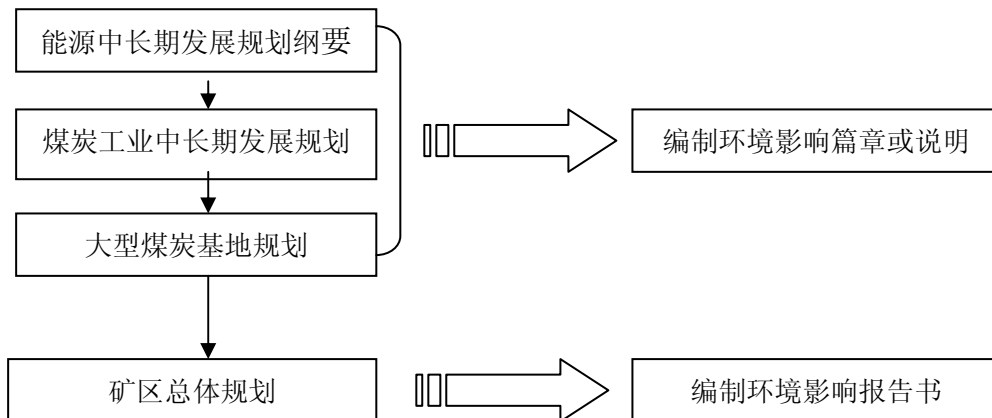 能源中长期发展规划纲要
煤炭工业中长期发展规划
编制环境影响篇章或说明
大型煤炭基地规划
矿区总体规划
编制环境影响报告书